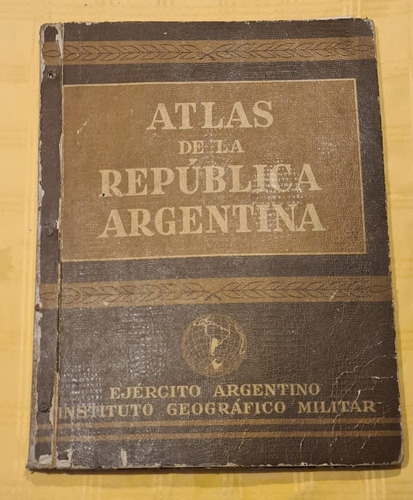 ATLAS
DE LA
REPÚBLICA
ARGENTINA
EJÉRCITO ARGENTINO
INSTITUTO GEOGRÁFICO MILITAR